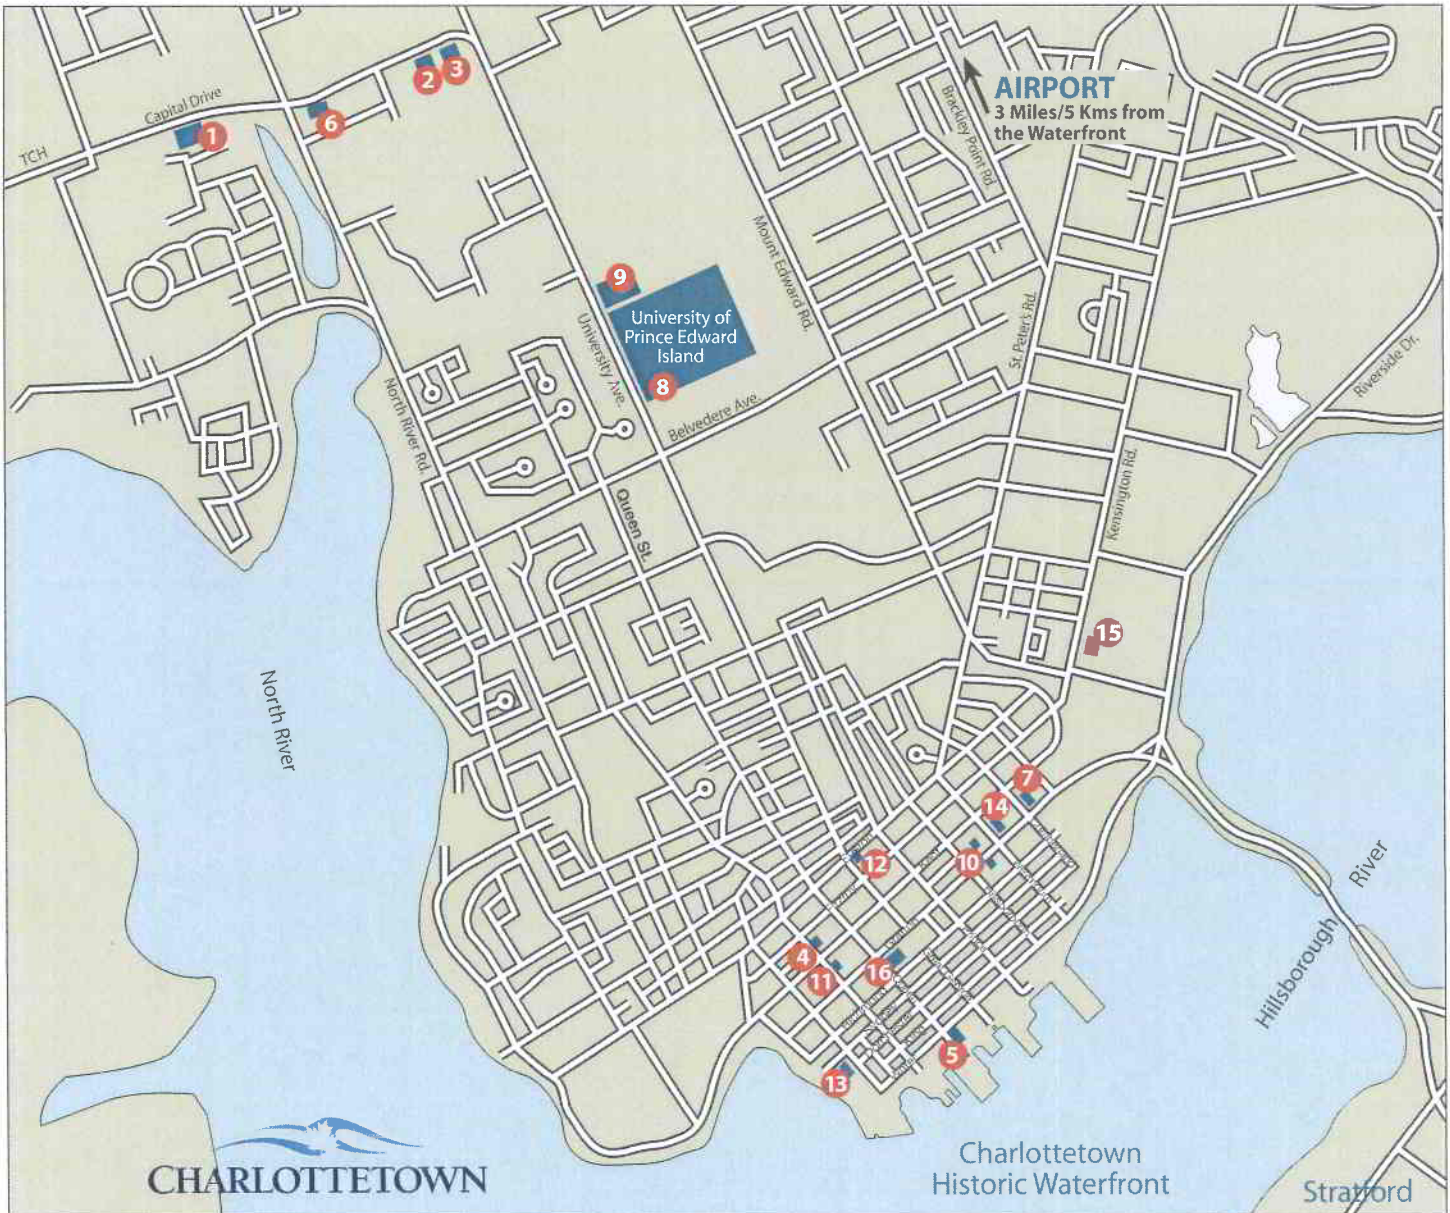 2
3
AIRPORT
3 Miles/5 Kms from
the Waterfront
Capital Drive
1
6
TCH
Brackley Point Rd.
Mount Edward Rd.
9
University of
Prince Edward
Island
8
University Ave.
Belvedere Ave.
St. Peter's Rd.
Riverside Dr.
North River Rd.
Queen St.
Kensington Rd.
15
North River
7
14
12
10
4
11
16
5
13
Hillsborough River
CHARLOTTETOWN
Charlottetown
Historic Waterfront
Stratford